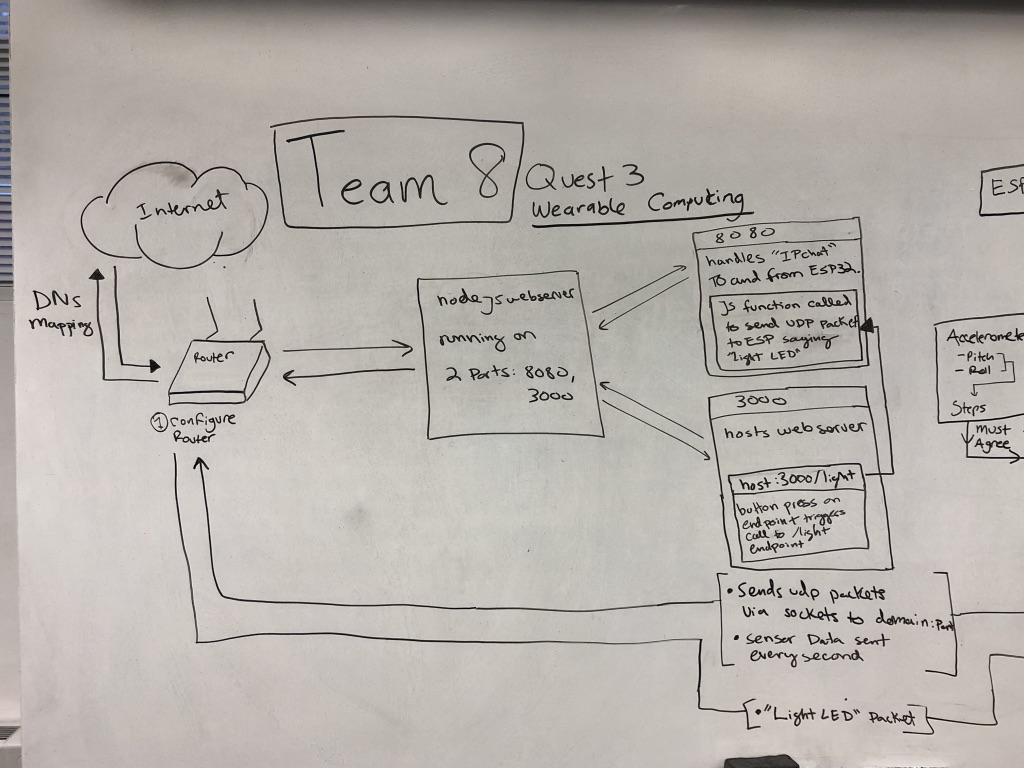 Team 8
Quest 3
Wearable Computing
Internet
DNS
Mapping
Router
① Configure
Router
node js webserver
running on
2 Ports: 8080,
3000
8080
handles "IPchat"
To and from ESP32.
Js function called
to send UDP packet
to ESP saying
"light LED"
3000
hosts webserver
host:3000/light
button press on
endpoint triggers
call to /light
endpoint
• Sends udp packets
via sockets to domain:Port
• sensor Data sent
every second
• "Light LED" Packet
ESP
Acceleromete
- Pitch
- Roll
Steps
Must
Agree